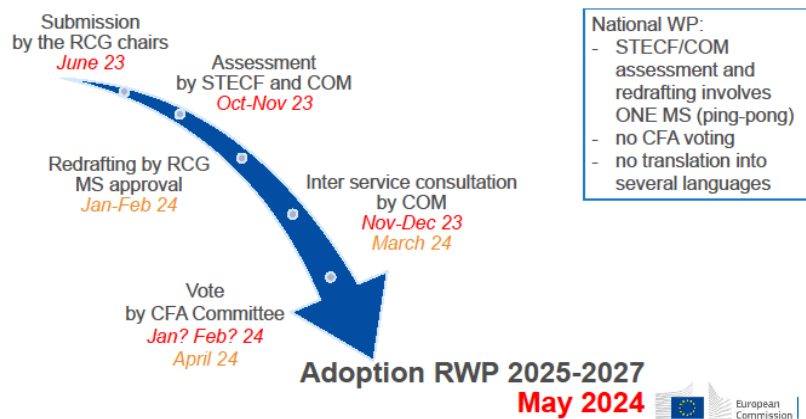 Submission
by the RCG chairs
June 23
Assessment
by STECF and COM
Oct-Nov 23
Redrafting by RCG
MS approval
Jan-Feb 24
Inter service consultation
by COM
Nov-Dec 23
March 24
Vote
by CFA Committee
Jan? Feb? 24
April 24
Adoption RWP 2025-2027
May 2024
National WP:
- STECF/COM
assessment and
redrafting involves
ONE MS (ping-pong)
- no CFA voting
- no translation into
several languages
European
Commission